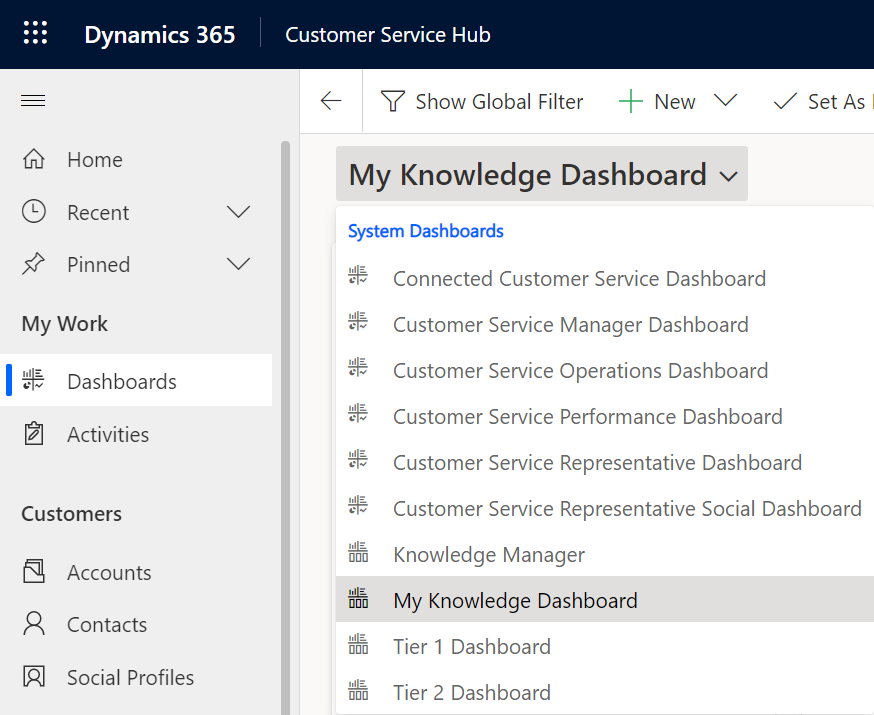 Dynamics 365 Customer Service Hub
Show Global Filter New Set As
Home
Recent
Pinned
My Work
Dashboards
Activities
Customers
Accounts
Contacts
Social Profiles
My Knowledge Dashboard
System Dashboards
Connected Customer Service Dashboard
Customer Service Manager Dashboard
Customer Service Operations Dashboard
Customer Service Performance Dashboard
Customer Service Representative Dashboard
Customer Service Representative Social Dashboard
Knowledge Manager
My Knowledge Dashboard
Tier 1 Dashboard
Tier 2 Dashboard